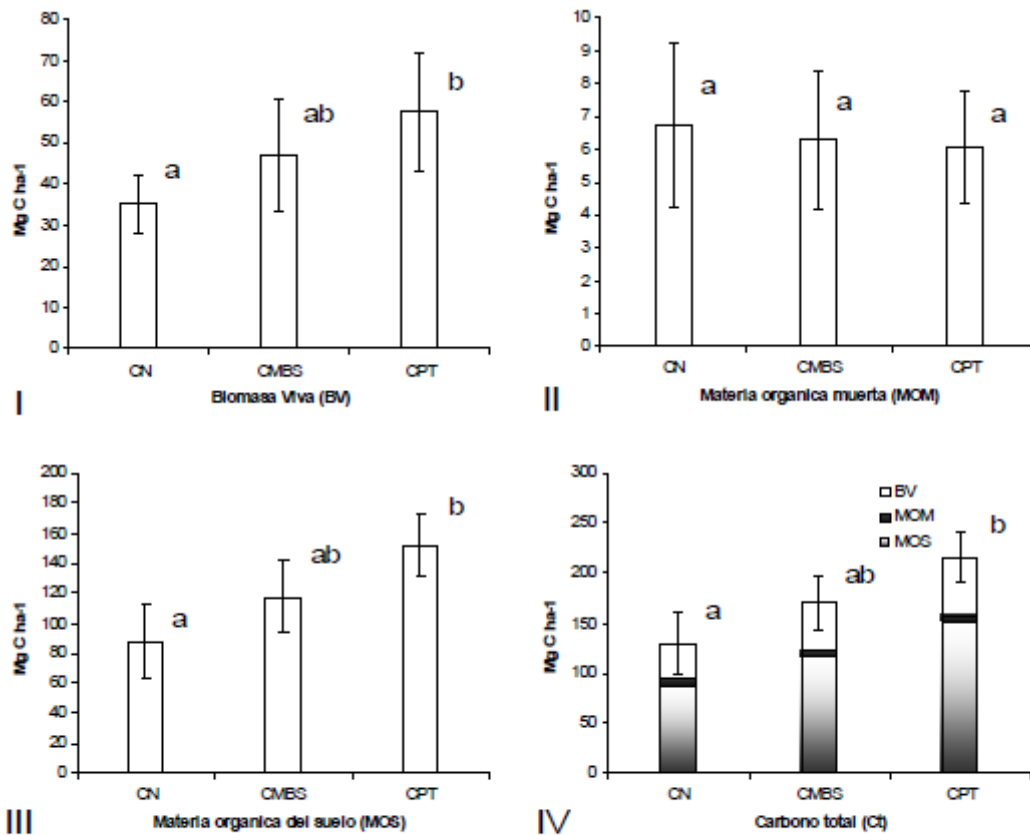 80
70
60
50
40
30
20
10
0
Mg C ha-1
a
ab
b
CN
CMBS
CPT
I
Biomasa Viva (BV)
10
9
8
7
6
5
4
3
2
1
0
Mg C ha-1
a
a
a
CN
CMBS
CPT
II
Materia organica muerta (MOM)
200
180
160
140
120
100
80
60
40
20
0
Mg C ha-1
a
ab
b
CN
CMBS
CPT
III
Materia organica del suelo (MOS)
300
250
200
150
100
50
0
Mg C ha-1
BV
MOM
MOS
a
ab
b
CN
CMBS
CPT
IV
Carbono total (Ct)